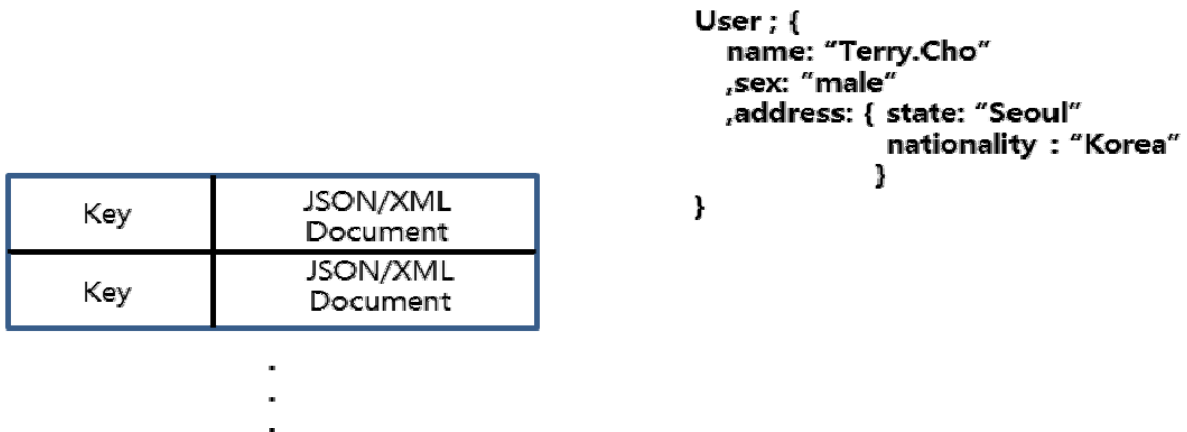 User ; {
name: “Terry.Cho”
,sex: “male”
,address: { state: “Seoul”
nationality : “Korea”
}
}
Key
JSON/XML
Document
Key
JSON/XML
Document
.
.
.